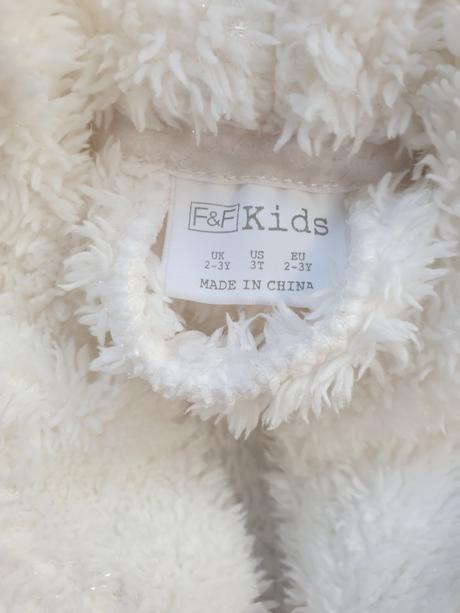 F&F Kids
UK US EU
2-3Y 3T 2-3Y
MADE IN CHINA